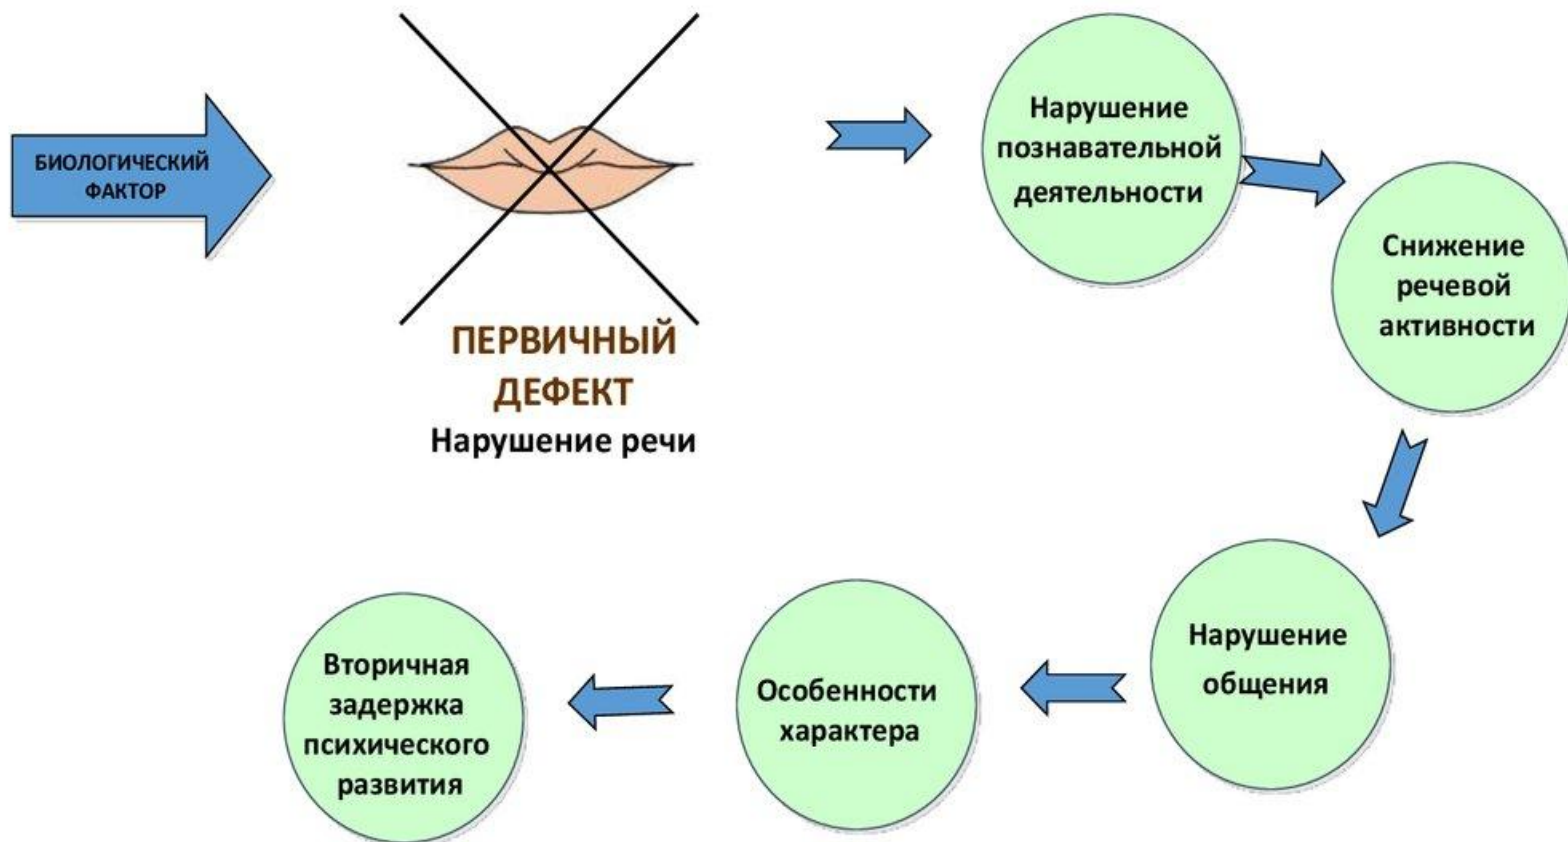 БИОЛОГИЧЕСКИЙ
ФАКТОР
ПЕРВИЧНЫЙ
ДЕФЕКТ
Нарушение речи
Нарушение
познавательной
деятельности
Снижение
речевой
активности
Нарушение
общения
Особенности
характера
Вторичная
задержка
психического
развития